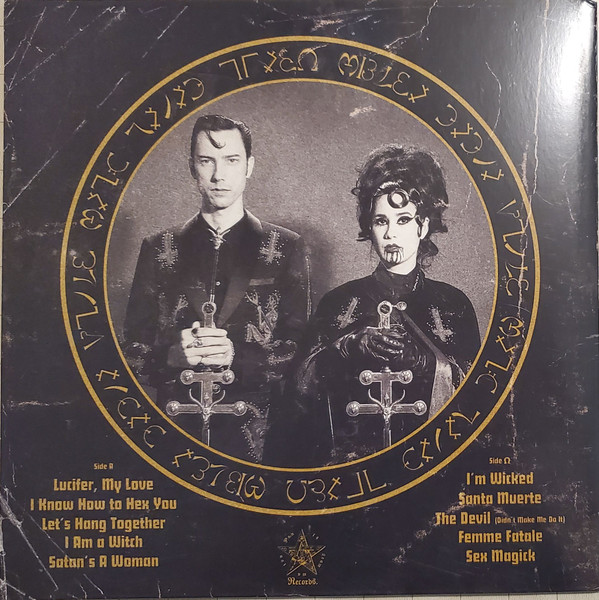 Side A
Lucifer, My Love
I Know How to Hex You
Let's Hang Together
I Am a Witch
Satan's A Woman
Side Ω
I'm Wicked
Santa Muerte
The Devil (Didn't Make Me Do It)
Femme Fatale
Sex Magick
Records.